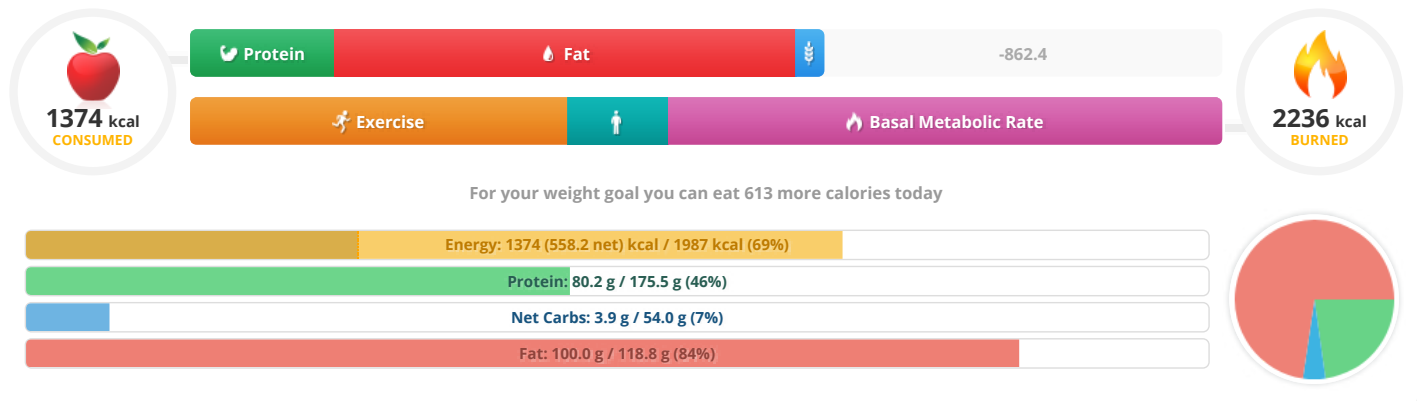 1374 kcal
CONSUMED
Protein
Fat
-862.4
Exercise
Basal Metabolic Rate
2236 kcal
BURNED
For your weight goal you can eat 613 more calories today
Energy: 1374 (558.2 net) kcal / 1987 kcal (69%)
Protein: 80.2 g / 175.5 g (46%)
Net Carbs: 3.9 g / 54.0 g (7%)
Fat: 100.0 g / 118.8 g (84%)